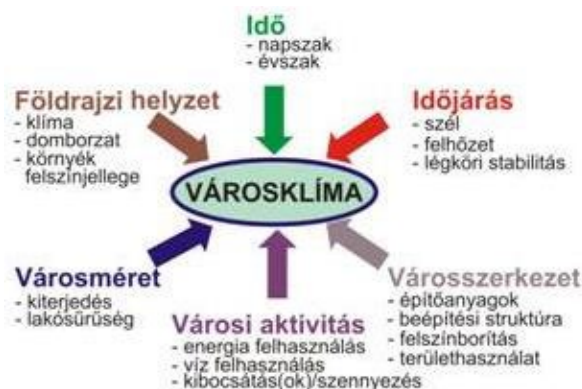 Idő
- napszak
- évszak
Földrajzi helyzet
- klíma
- domborzat
- környék
felszínjellege
Időjárás
- szél
- felhőzet
- légköri stabilitás
VÁROSKLÍMA
Városméret
- kiterjedés
- lakósűrűség
Városi aktivitás
- energia felhasználás
- víz felhasználás
- kibocsátás(ok)/szennyezés
Városszerkezet
- építőanyagok
- beépítési struktúra
- felszínborítás
- területhasználat